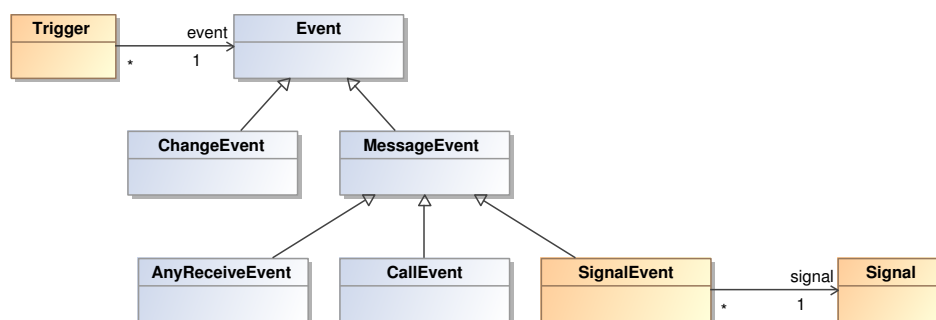 Trigger
event
Event
*
1
ChangeEvent
MessageEvent
AnyReceiveEvent
CallEvent
SignalEvent
signal
Signal
*
1